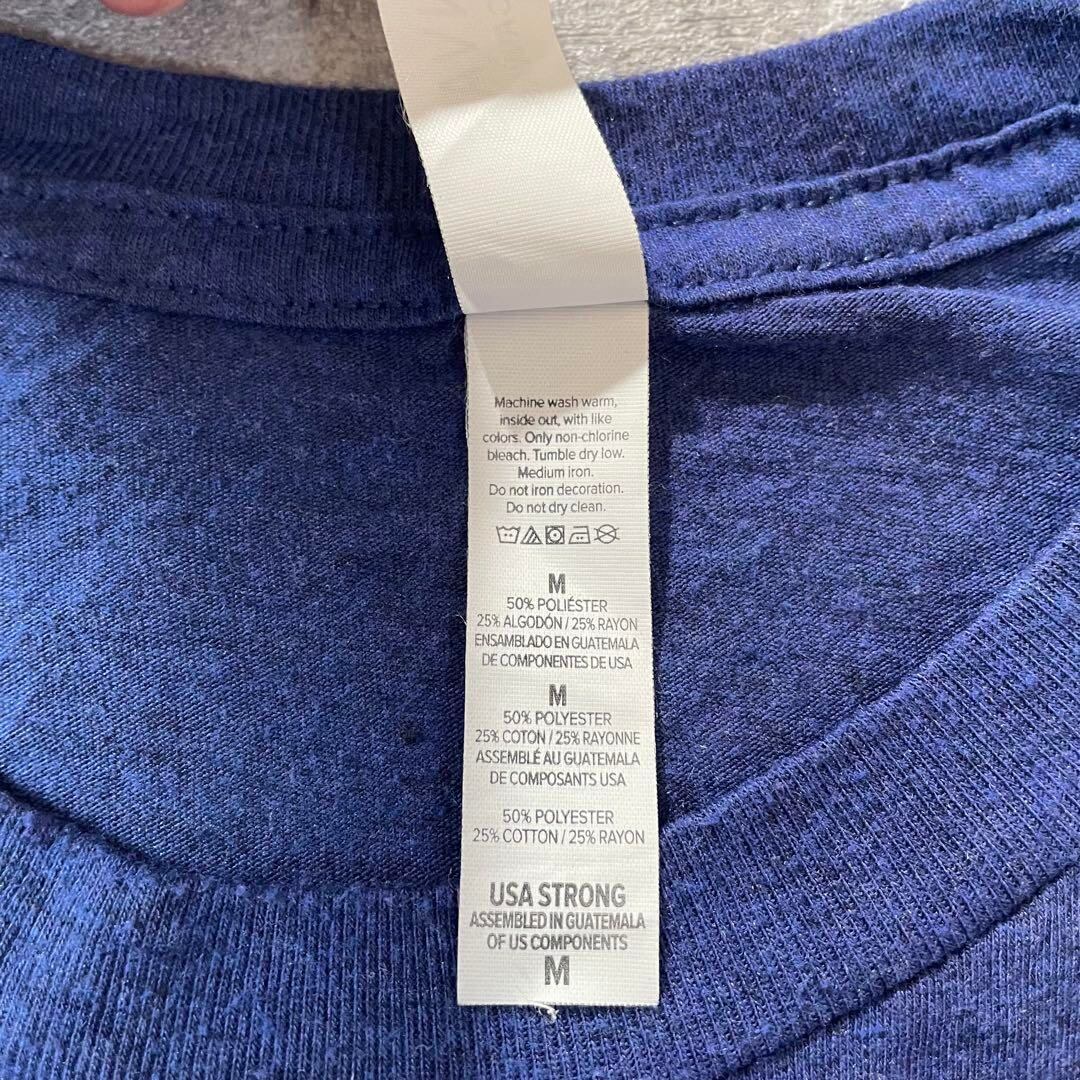 Machine wash warm,
inside out, with like
colors. Only non-chlorine
bleach. Tumble dry low.
Medium iron.
Do not iron decoration.
Do not dry clean.
M
50% POLIÉSTER
25% ALGODÓN / 25% RAYON
ENSAMBLADO EN GUATEMALA
DE COMPONENTES DE USA
M
50% POLYESTER
25% COTON / 25% RAYONNE
ASSEMBLÉ AU GUATEMALA
DE COMPOSANTS USA
50% POLYESTER
25% COTTON / 25% RAYON
USA STRONG
ASSEMBLED IN GUATEMALA
OF US COMPONENTS
M